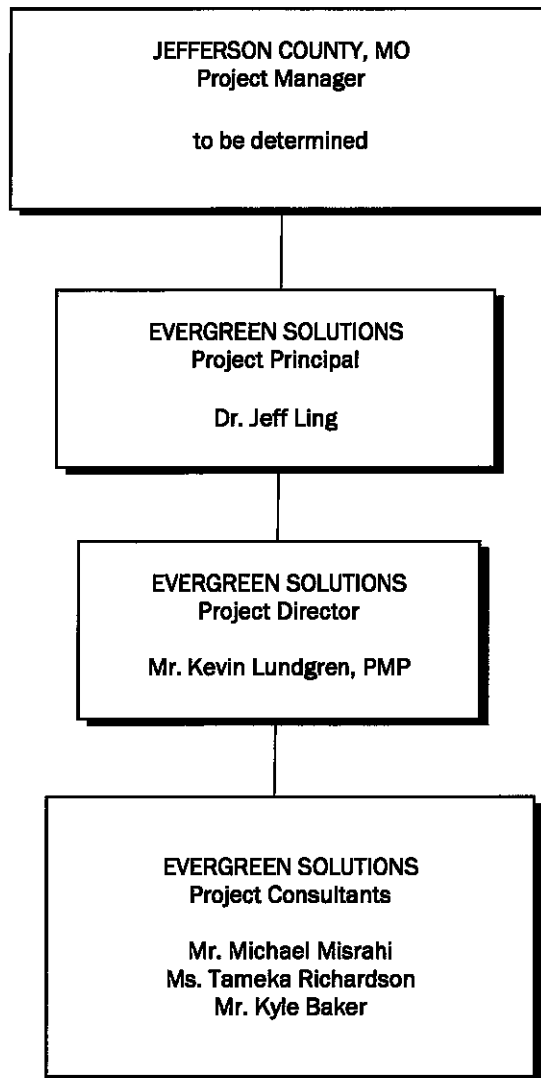 JEFFERSON COUNTY, MO
Project Manager
to be determined
EVERGREEN SOLUTIONS
Project Principal
Dr. Jeff Ling
EVERGREEN SOLUTIONS
Project Director
Mr. Kevin Lundgren, PMP
EVERGREEN SOLUTIONS
Project Consultants
Mr. Michael Misrahi
Ms. Tameka Richardson
Mr. Kyle Baker